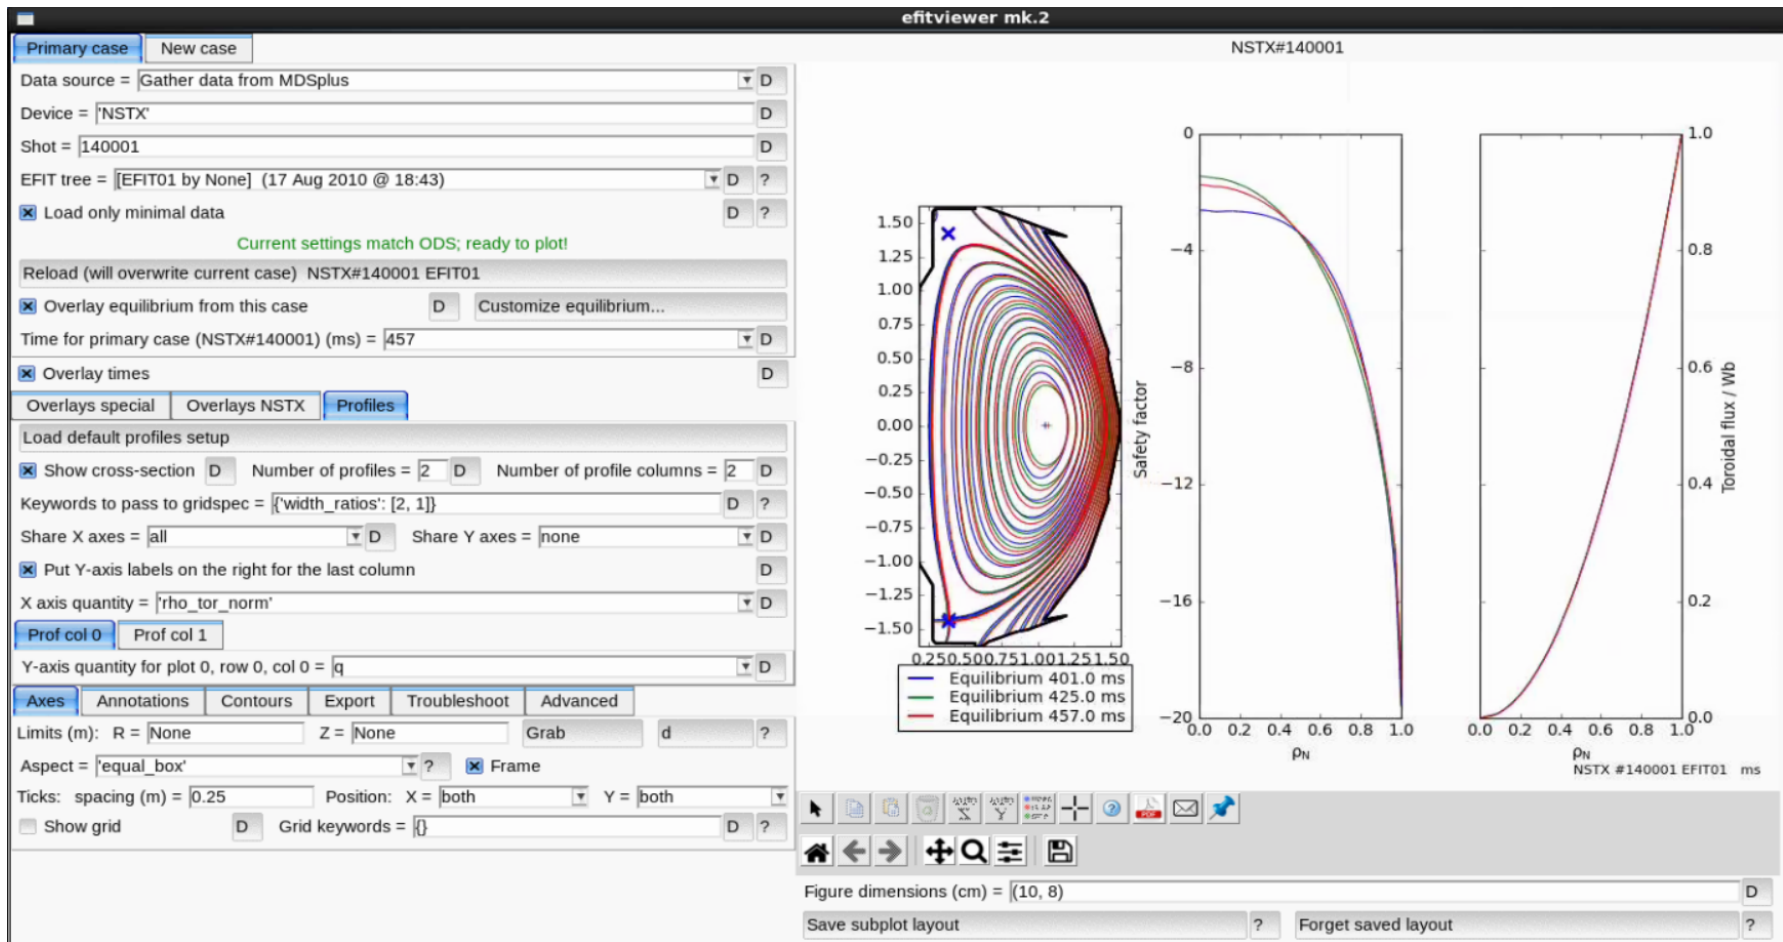 efitviewer mk.2
Primary case New case
Data source = Gather data from MDSplus D
Device = 'NSTX' D
Shot = 140001 D
EFIT tree = [EFIT01 by None] (17 Aug 2010 @ 18:43) D ?
Load only minimal data D ?
Current settings match ODS; ready to plot!
Reload (will overwrite current case) NSTX#140001 EFIT01
Overlay equilibrium from this case D Customize equilibrium...
Time for primary case (NSTX#140001) (ms) = 457 D
Overlay times D
Overlays special Overlays NSTX Profiles
Load default profiles setup
Show cross-section D Number of profiles = 2 D Number of profile columns = 2 D
Keywords to pass to gridspec = {'width_ratios': [2, 1]} D ?
Share X axes = all D Share Y axes = none D
Put Y-axis labels on the right for the last column D
X axis quantity = 'rho_tor_norm' D
Prof col 0 Prof col 1
Y-axis quantity for plot 0, row 0, col 0 = q D
Axes Annotations Contours Export Troubleshoot Advanced
Limits (m): R = None Z = None Grab d ?
Aspect = 'equal_box' ? Frame
Ticks: spacing (m) = 0.25 Position: X = both Y = both
Show grid D Grid keywords = {} D ?
NSTX#140001
1.50
1.25
1.00
0.75
0.50
0.25
0.00
−0.25
−0.50
−0.75
−1.00
−1.25
−1.50
0.250.500.751.001.251.50
Equilibrium 401.0 ms
Equilibrium 425.0 ms
Equilibrium 457.0 ms
Safety factor
0
−4
−8
−12
−16
−20
0.0 0.2 0.4 0.6 0.8 1.0
ρN
1.0
0.8
0.6
0.4
0.2
0.0
Toroidal flux / Wb
0.0 0.2 0.4 0.6 0.8 1.0
ρN
NSTX #140001 EFIT01 ms
Figure dimensions (cm) = (10, 8) D
Save subplot layout ? Forget saved layout ?